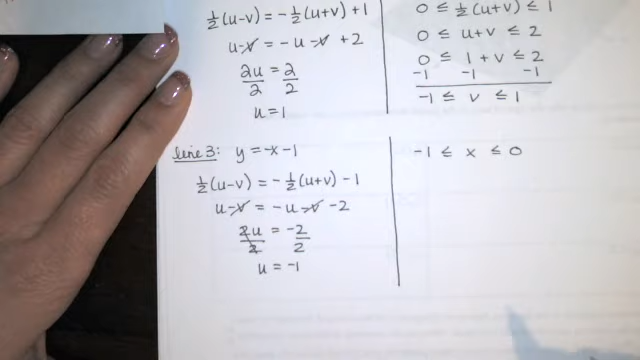 ½(u-v) = -½(u+v) + 1
u-v = -u-v +2
2u/2 = 2/2
u = 1
0 ≤ ½(u+v) ≤ 1
0 ≤ u+v ≤ 2
0 ≤ 1+v ≤ 2
-1 -1 -1
-1 ≤ v ≤ 1
line 3: y = -x-1
½(u-v) = -½(u+v) - 1
u-v = -u-v -2
2u/2 = -2/2
u = -1
-1 ≤ x ≤ 0